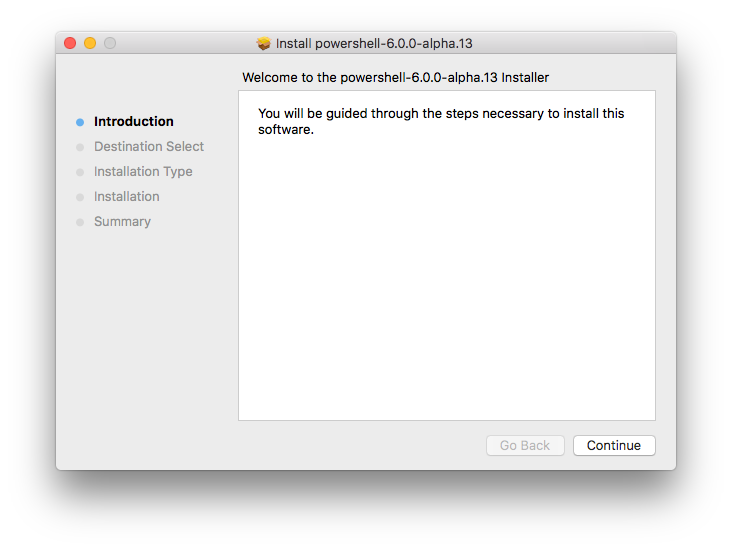 Install powershell-6.0.0-alpha.13
Welcome to the powershell-6.0.0-alpha.13 Installer
Introduction
Destination Select
Installation Type
Installation
Summary
You will be guided through the steps necessary to install this
software.
Go Back
Continue